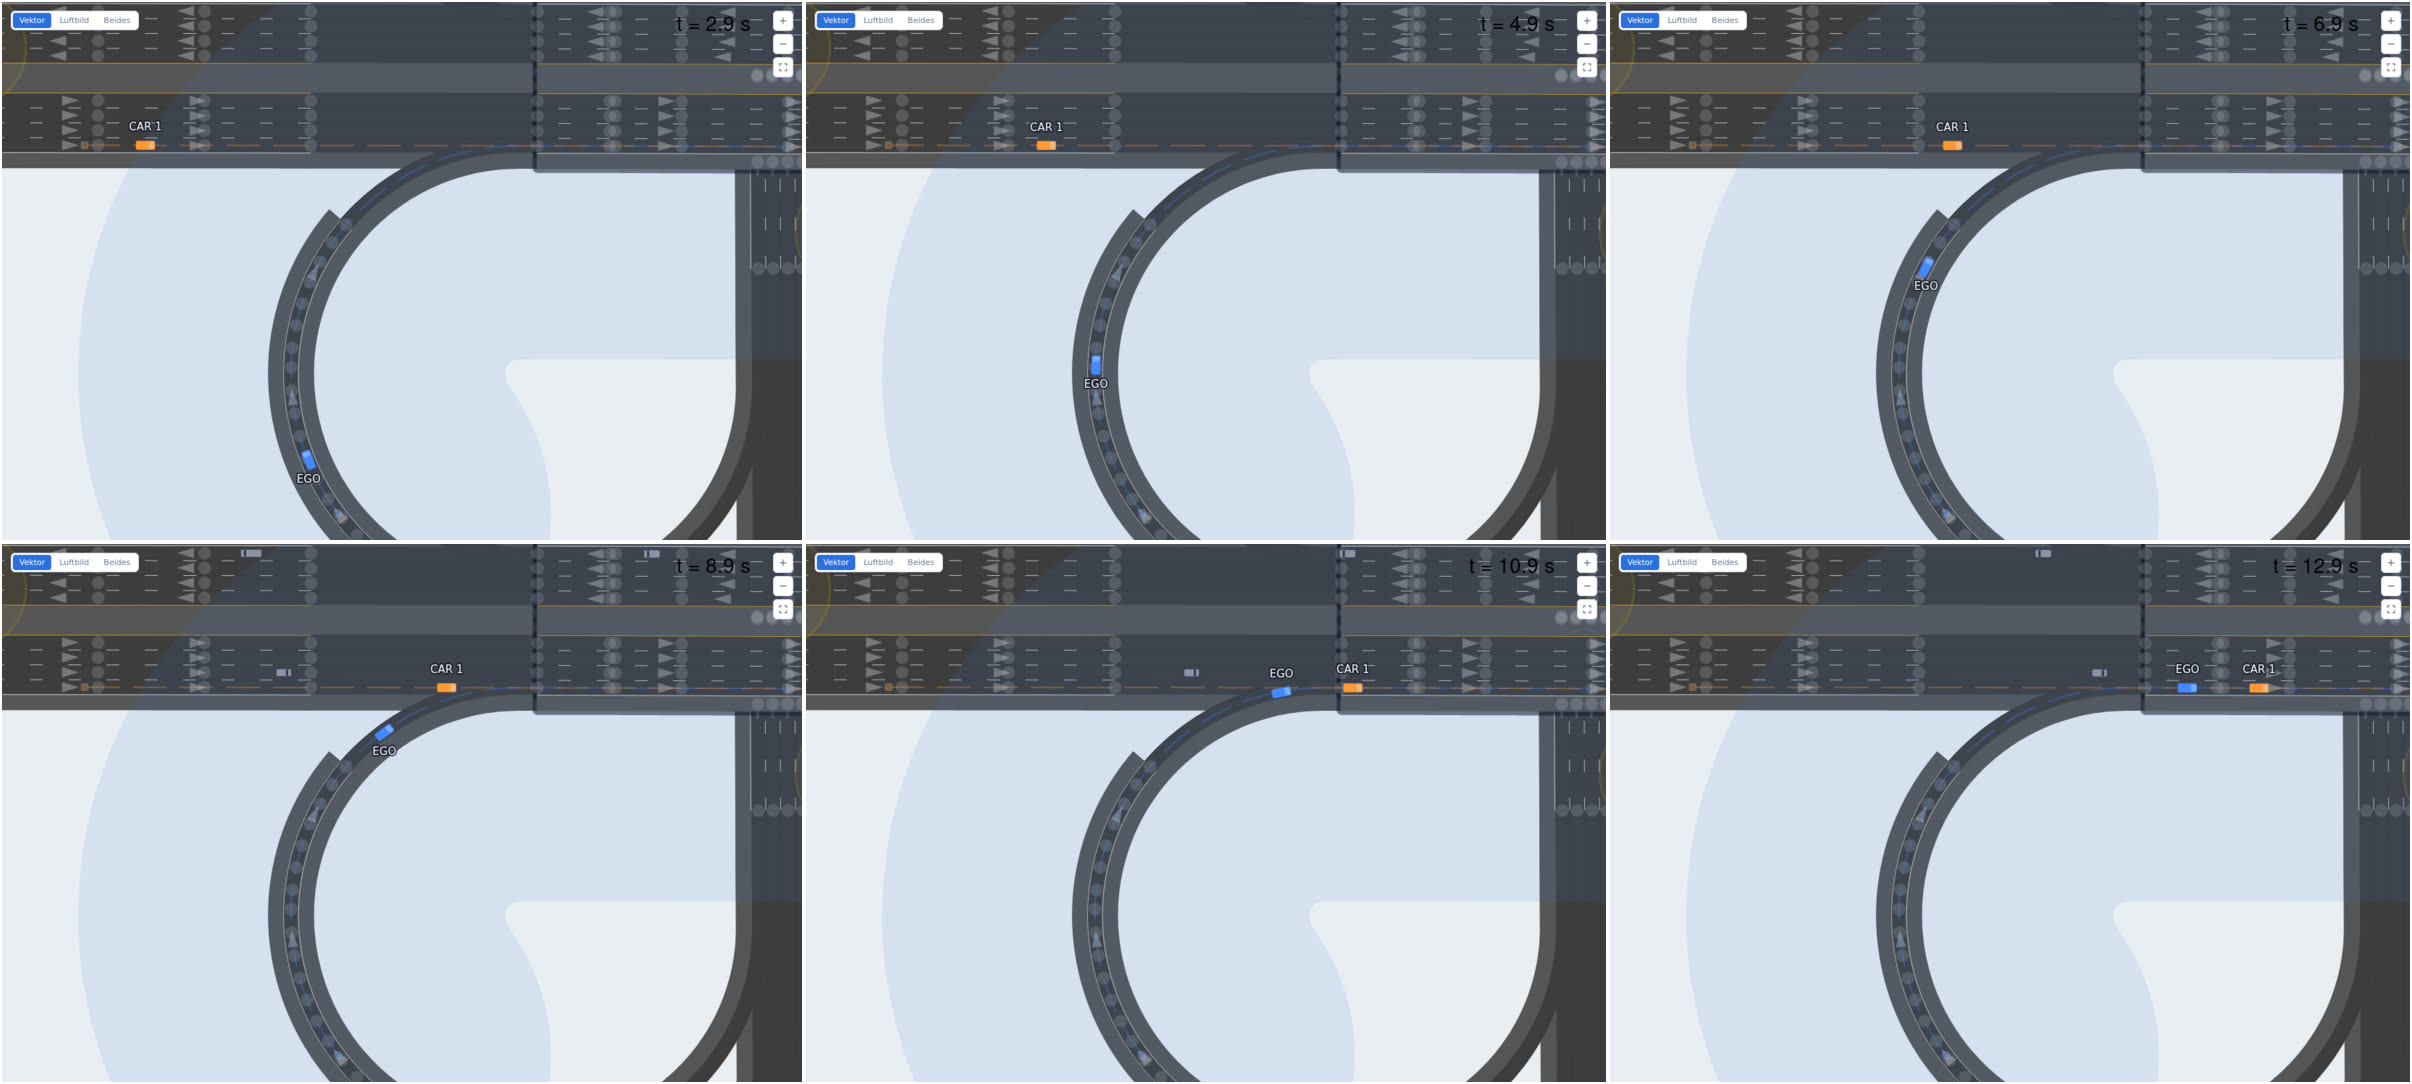 Vektor Luftbild Beides t = 2.9 s +
−
CAR 1
EGO
Vektor Luftbild Beides t = 4.9 s +
−
CAR 1
EGO
Vektor Luftbild Beides t = 6.9 s +
−
CAR 1
EGO
Vektor Luftbild Beides t = 8.9 s +
−
CAR 1
EGO
Vektor Luftbild Beides t = 10.9 s +
−
EGO CAR 1
Vektor Luftbild Beides t = 12.9 s +
−
EGO CAR 1